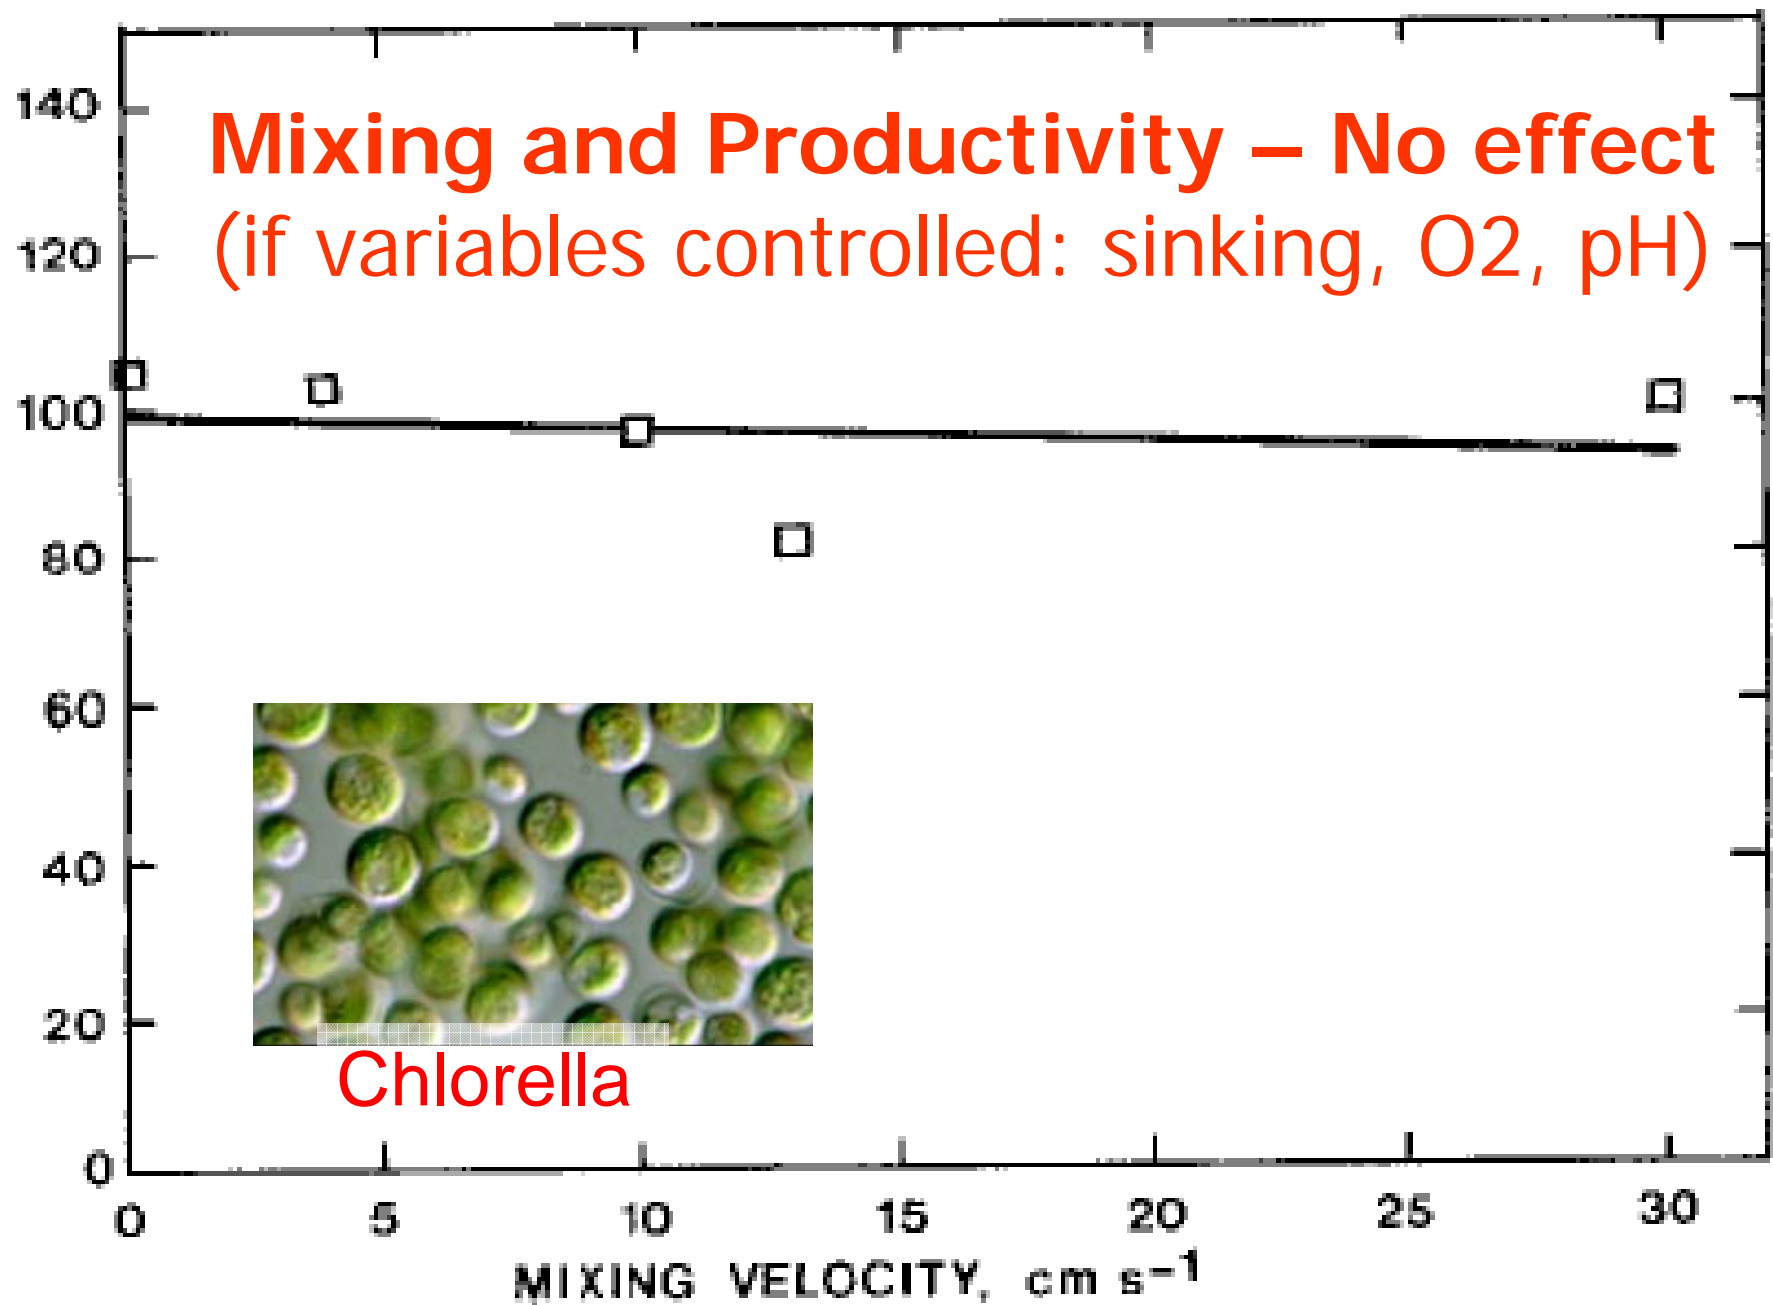 Mixing and Productivity – No effect
(if variables controlled: sinking, O2, pH)
140
120
100
80
60
40
20
0
Chlorella
0 5 10 15 20 25 30
MIXING VELOCITY, cm s⁻¹